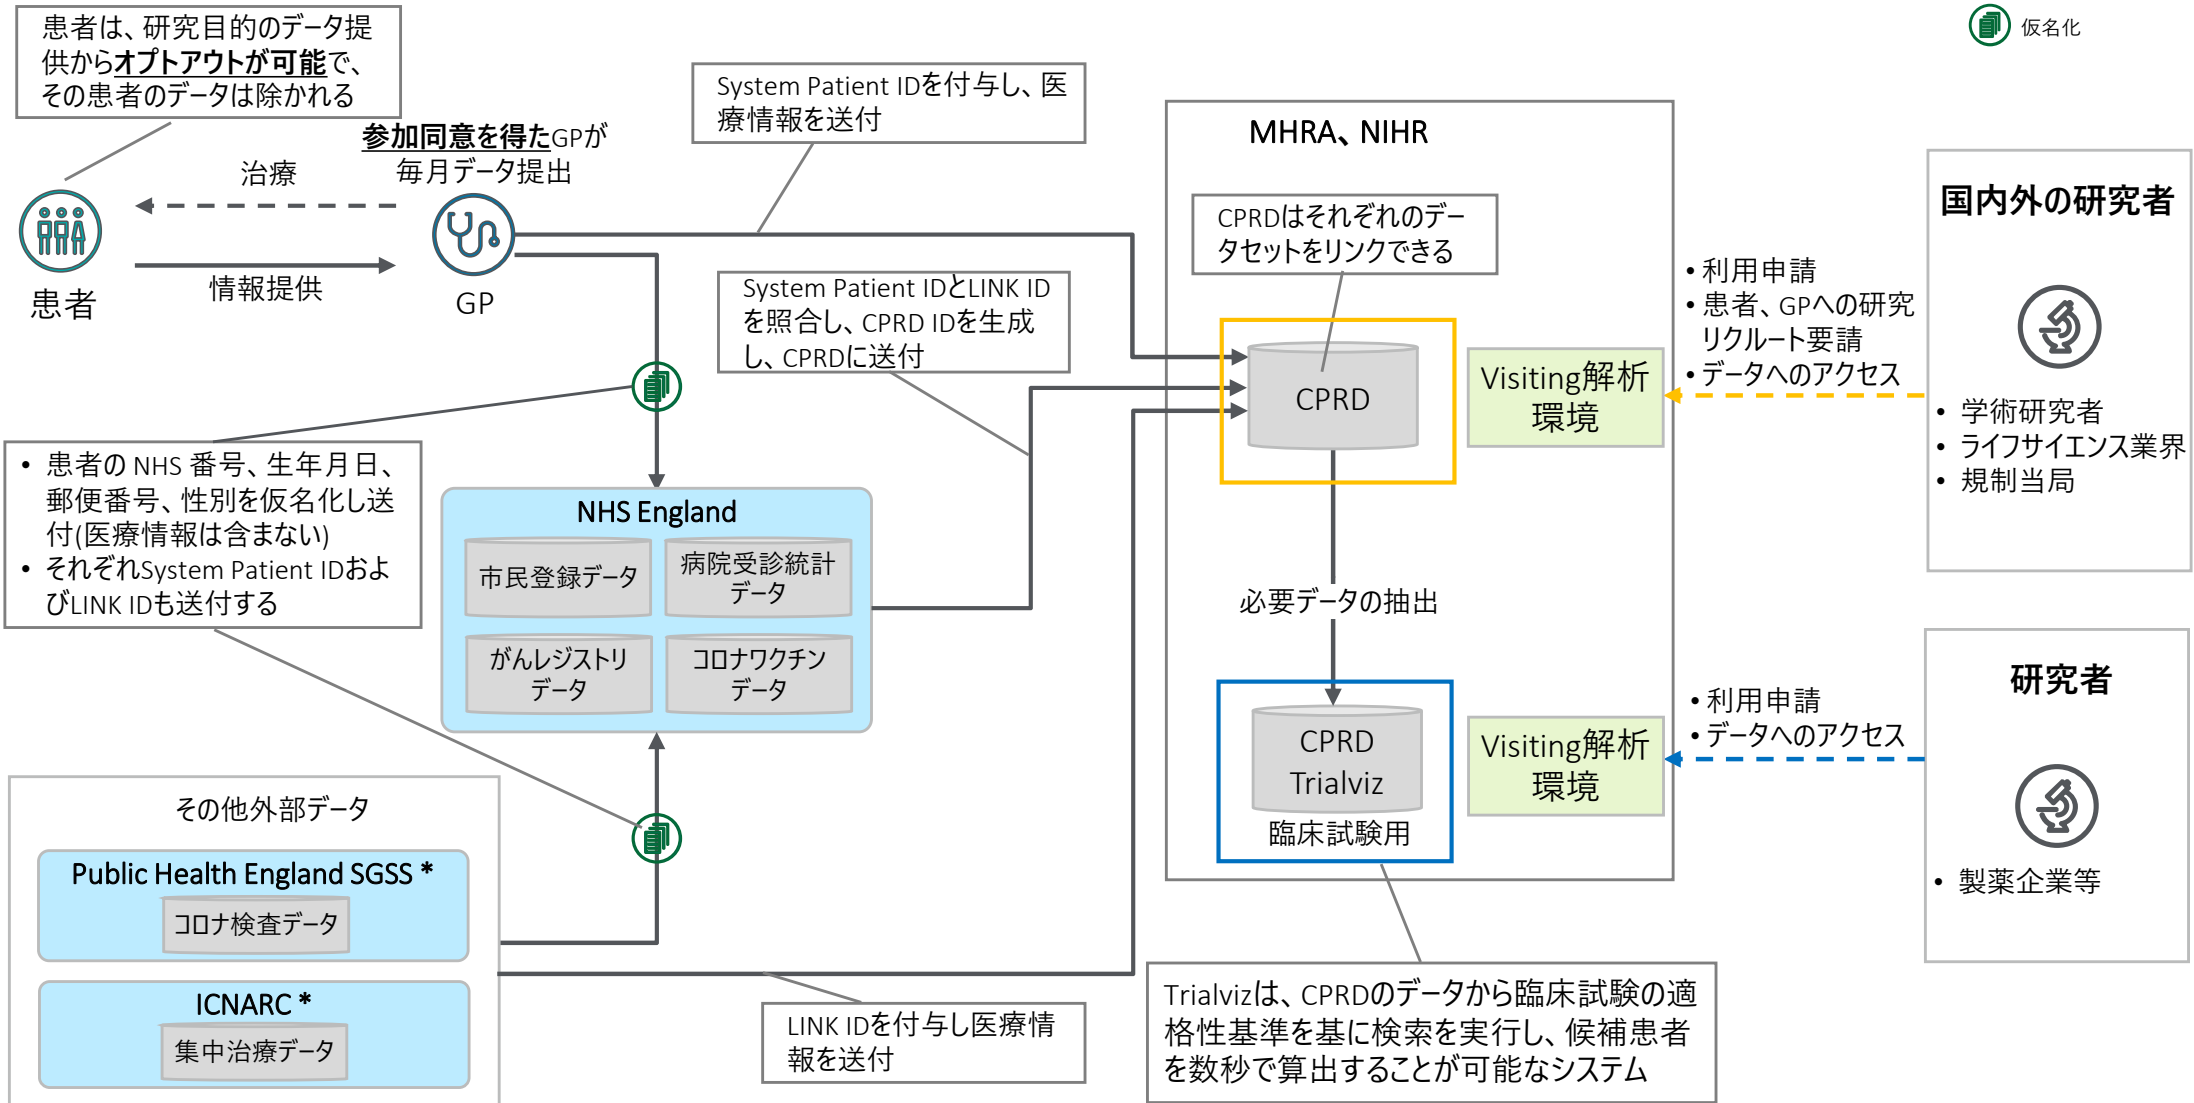 患者は、研究目的のデータ提
供からオプトアウトが可能で、
その患者のデータは除かれる
仮名化
参加同意を得たGPが
毎月データ提出
治療
情報提供
患者
GP
System Patient IDを付与し、医
療情報を送付
System Patient IDとLINK ID
を照合し、CPRD IDを生成
し、CPRDに送付
• 患者の NHS 番号、生年月日、
郵便番号、性別を仮名化し送
付(医療情報は含まない)
• それぞれSystem Patient IDおよ
びLINK IDも送付する
NHS England
市民登録データ
病院受診統計
データ
がんレジストリ
データ
コロナワクチン
データ
その他外部データ
Public Health England SGSS *
コロナ検査データ
ICNARC *
集中治療データ
LINK IDを付与し医療情
報を送付
MHRA、NIHR
CPRDはそれぞれのデー
タセットをリンクできる
CPRD
Visiting解析
環境
必要データの抽出
CPRD
Trialviz
臨床試験用
Visiting解析
環境
Trialvizは、CPRDのデータから臨床試験の適
格性基準を基に検索を実行し、候補患者
を数秒で算出することが可能なシステム
• 利用申請
• 患者、GPへの研究
リクルート要請
• データへのアクセス
国内外の研究者
• 学術研究者
• ライフサイエンス業界
• 規制当局
• 利用申請
• データへのアクセス
研究者
• 製薬企業等